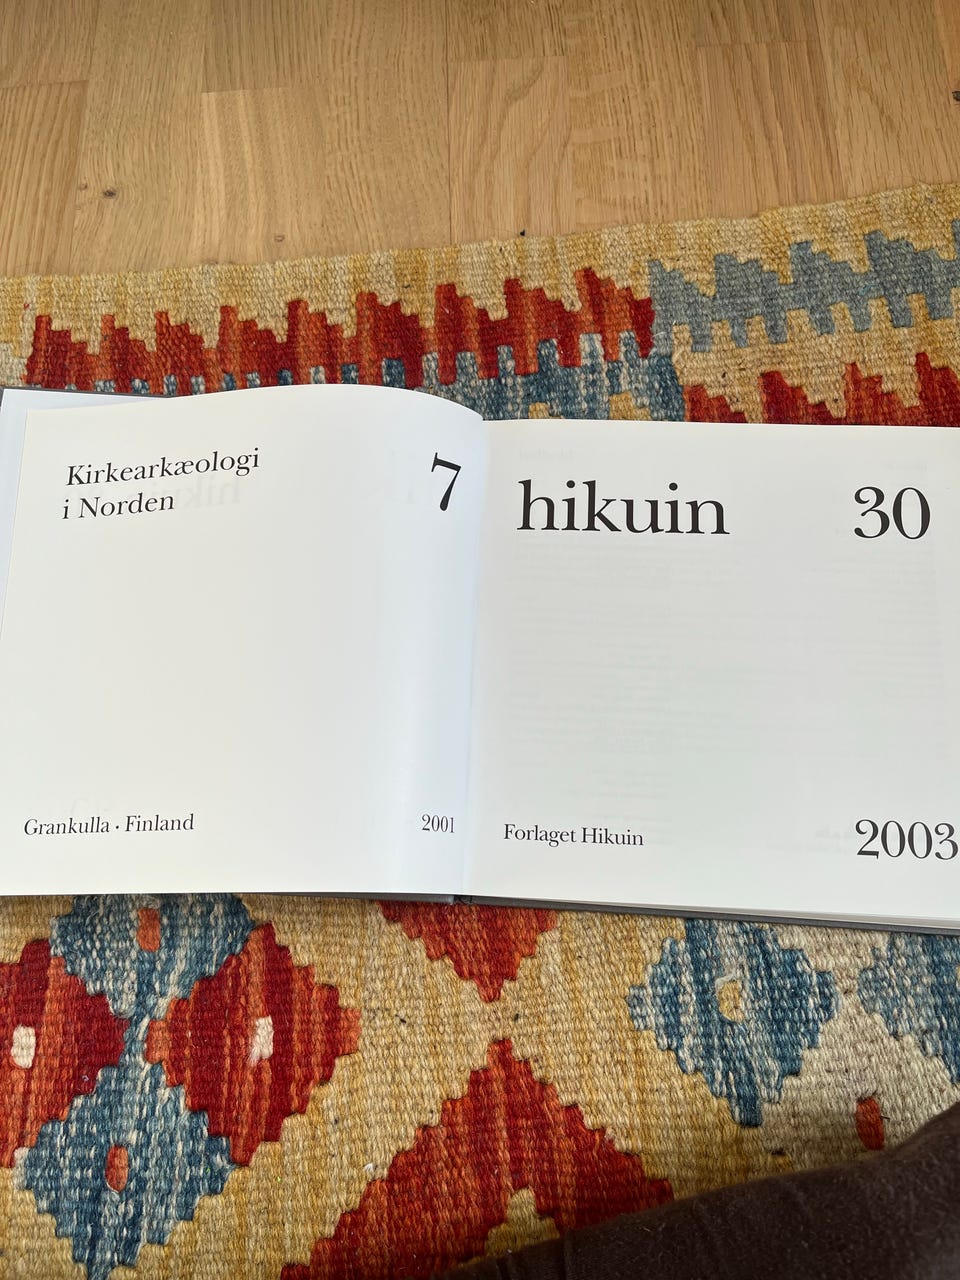 Kirkearkæologi
i Norden
7
Grankulla · Finland
2001
hikuin
30
Forlaget Hikuin
2003